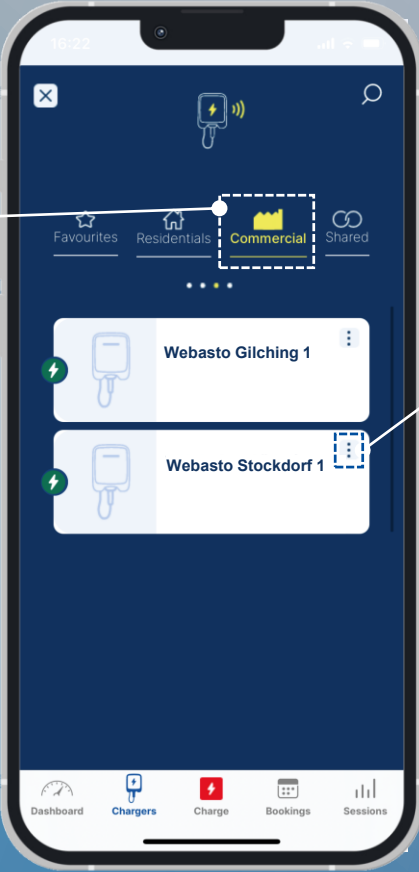 16:22
Favourites
Residentials
Commercial
Shared
Webasto Gilching 1
Webasto Stockdorf 1
Dashboard
Chargers
Charge
Bookings
Sessions